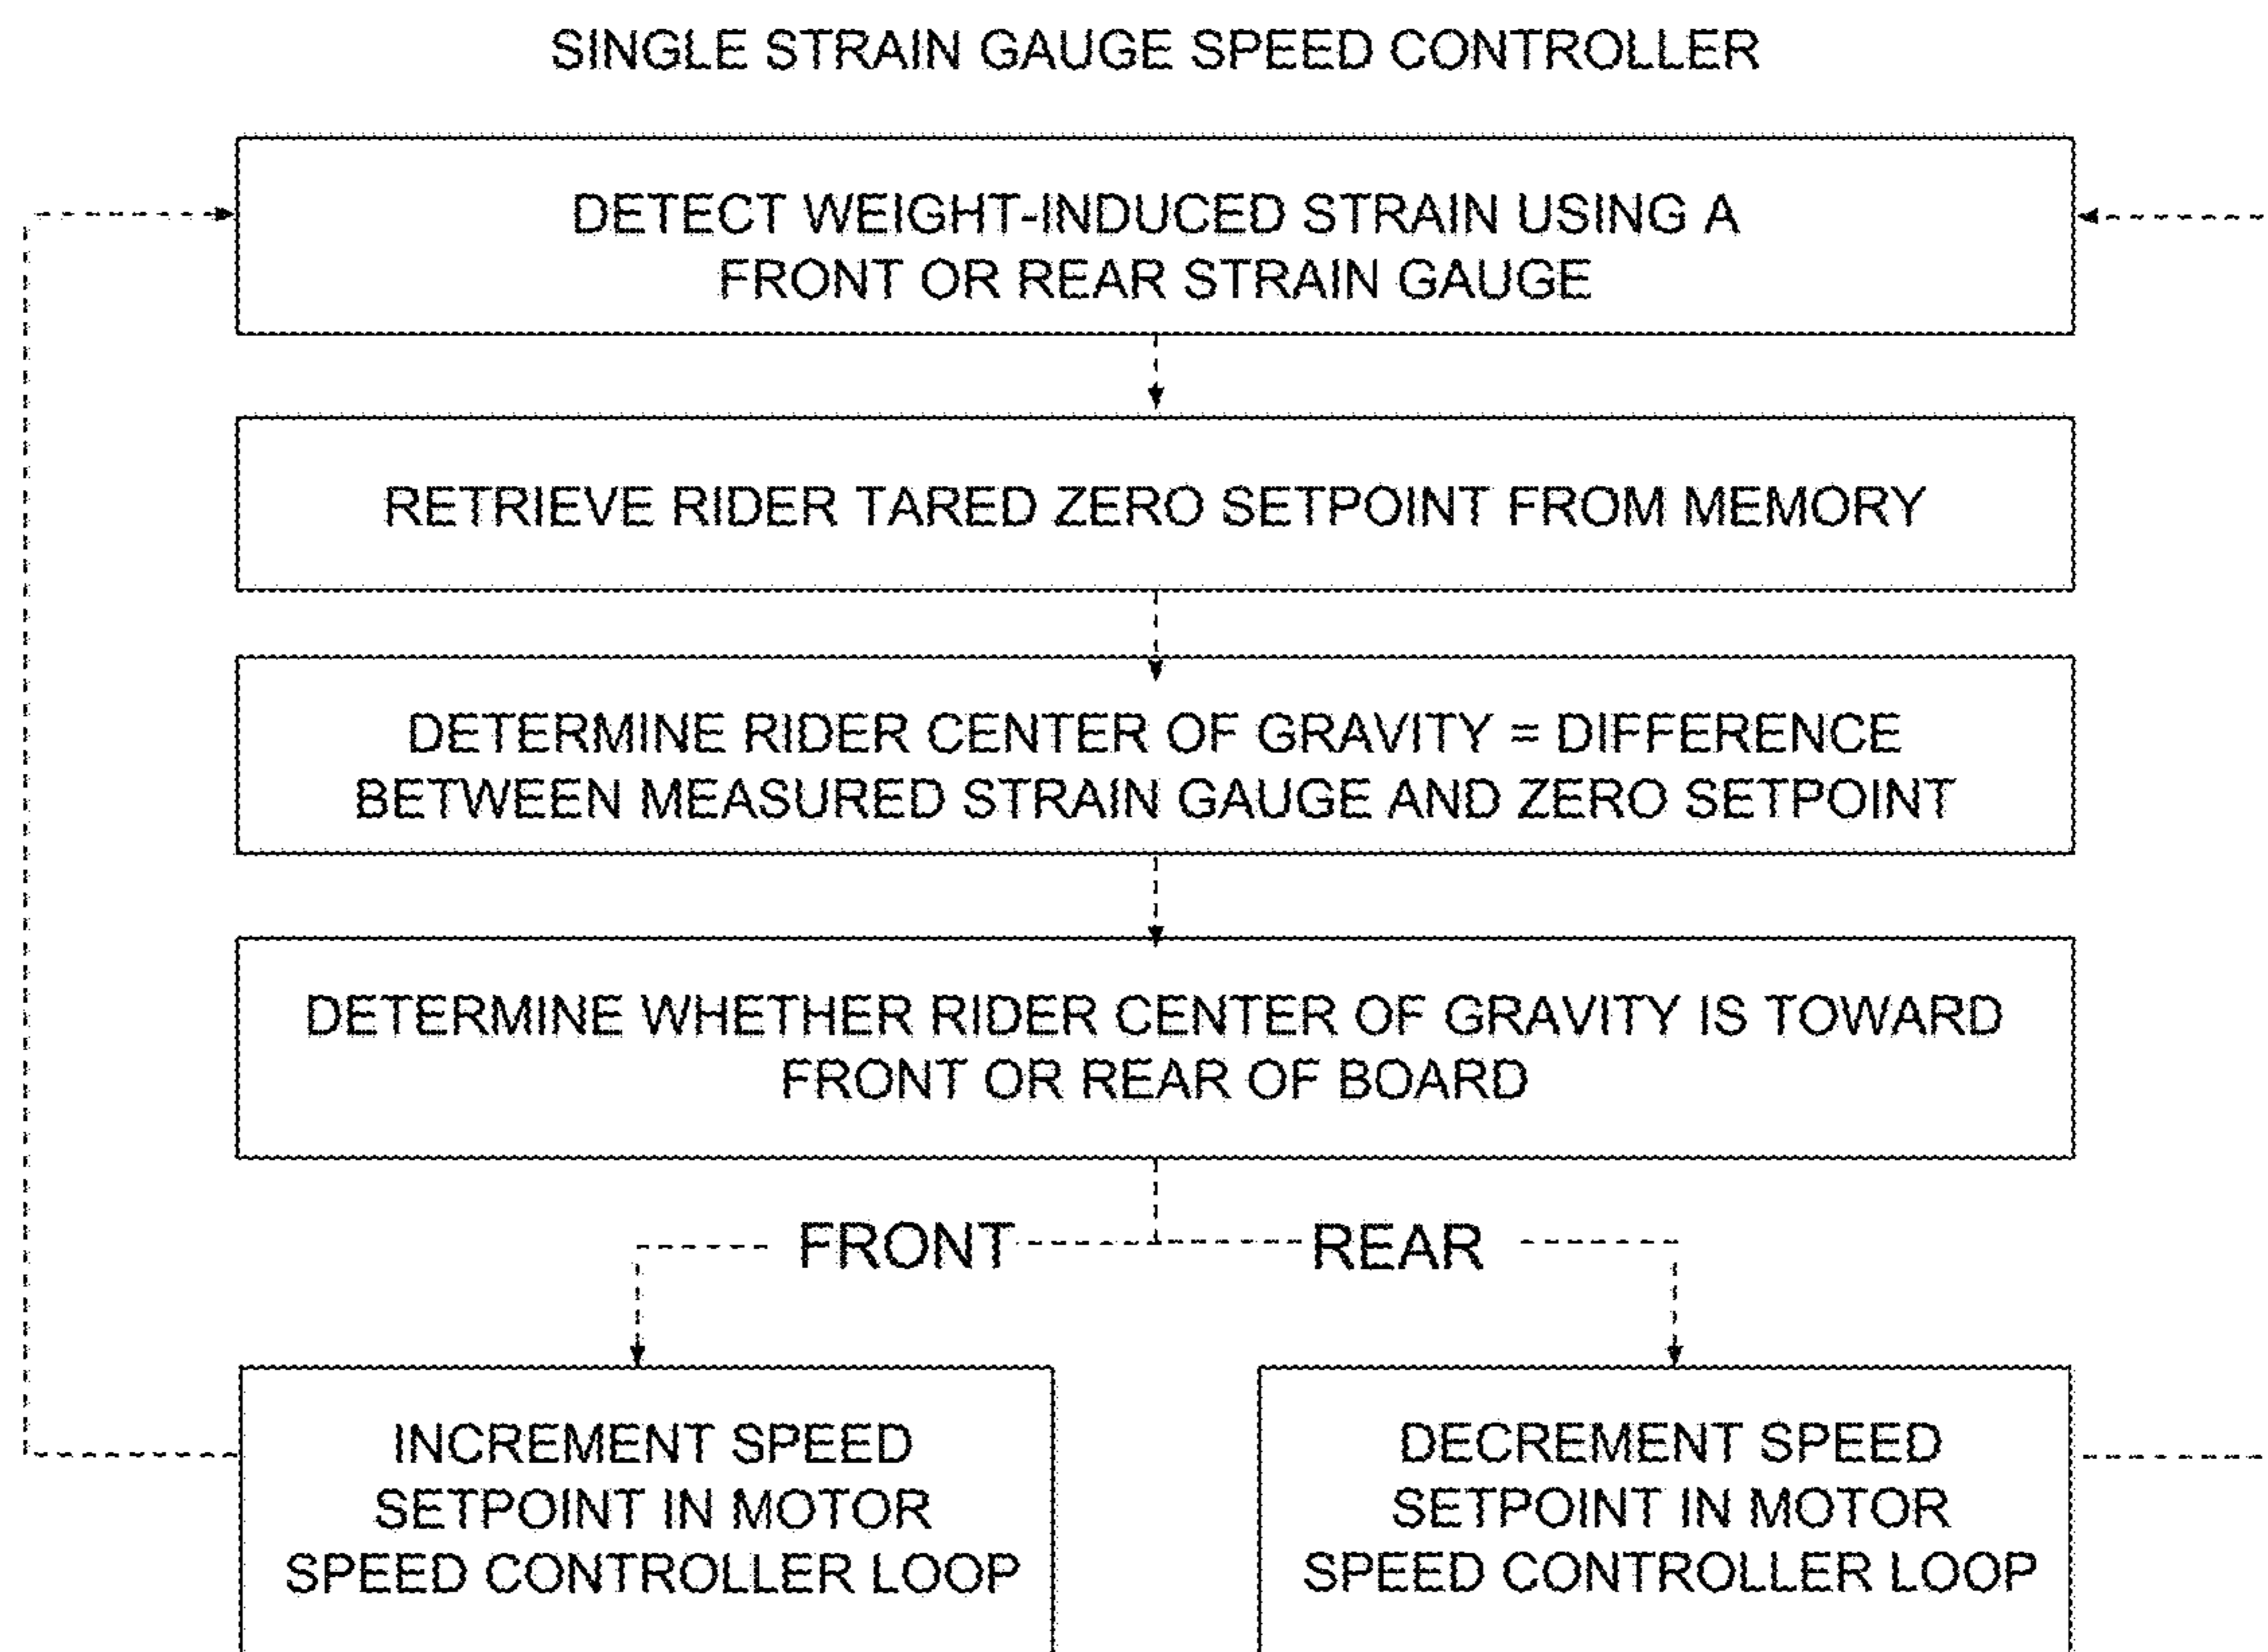 SINGLE STRAIN GAUGE SPEED CONTROLLER
DETECT WEIGHT-INDUCED STRAIN USING A
FRONT OR REAR STRAIN GAUGE
RETRIEVE RIDER TARED ZERO SETPOINT FROM MEMORY
DETERMINE RIDER CENTER OF GRAVITY = DIFFERENCE
BETWEEN MEASURED STRAIN GAUGE AND ZERO SETPOINT
DETERMINE WHETHER RIDER CENTER OF GRAVITY IS TOWARD
FRONT OR REAR OF BOARD
FRONT
REAR
INCREMENT SPEED
SETPOINT IN MOTOR
SPEED CONTROLLER LOOP
DECREMENT SPEED
SETPOINT IN MOTOR
SPEED CONTROLLER LOOP